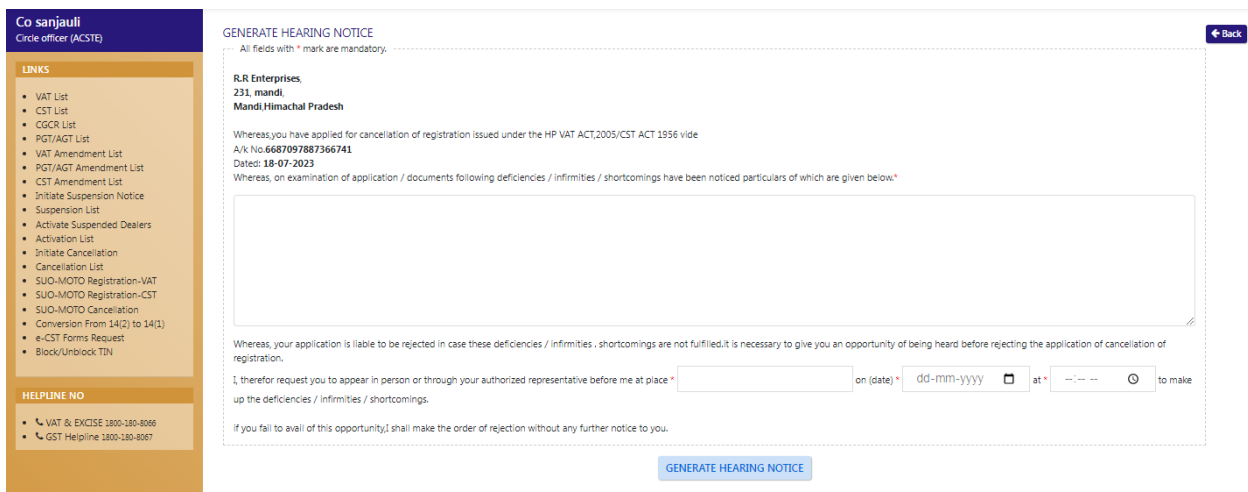 Co sanjauli
Circle officer (ACSTE)
LINKS
VAT List
CST List
CGCR List
PGT/AGT List
VAT Amendment List
PGT/AGT Amendment List
CST Amendment List
Initiate Suspension Notice
Suspension List
Activate Suspended Dealers
Activation List
Initiate Cancellation
Cancellation List
SUO-MOTO Registration-VAT
SUO-MOTO Registration-CST
SUO-MOTO Cancellation
Conversion From 14(2) to 14(1)
e-CST Forms Request
Block/Unblock TIN
HELPLINE NO
VAT & EXCISE 1800-180-8066
GST Helpline 1800-180-8067
GENERATE HEARING NOTICE
Back
All fields with * mark are mandatory.
R.R Enterprises,
231, mandi,
Mandi,Himachal Pradesh
Whereas,you have applied for cancellation of registration issued under the HP VAT ACT,2005/CST ACT 1956 vide
A/k No.6687097887366741
Dated: 18-07-2023
Whereas, on examination of application / documents following deficiencies / infirmities / shortcomings have been noticed particulars of which are given below.*
Whereas, your application is liable to be rejected in case these deficiencies / infirmities . shortcomings are not fulfilled.it is necessary to give you an opportunity of being heard before rejecting the application of cancellation of
registration.
I, therefor request you to appear in person or through your authorized representative before me at place * on (date) * dd-mm-yyyy at * --:-- -- to make
up the deficiencies / infirmities / shortcomings.
if you fail to avail of this opportunity,I shall make the order of rejection without any further notice to you.
GENERATE HEARING NOTICE